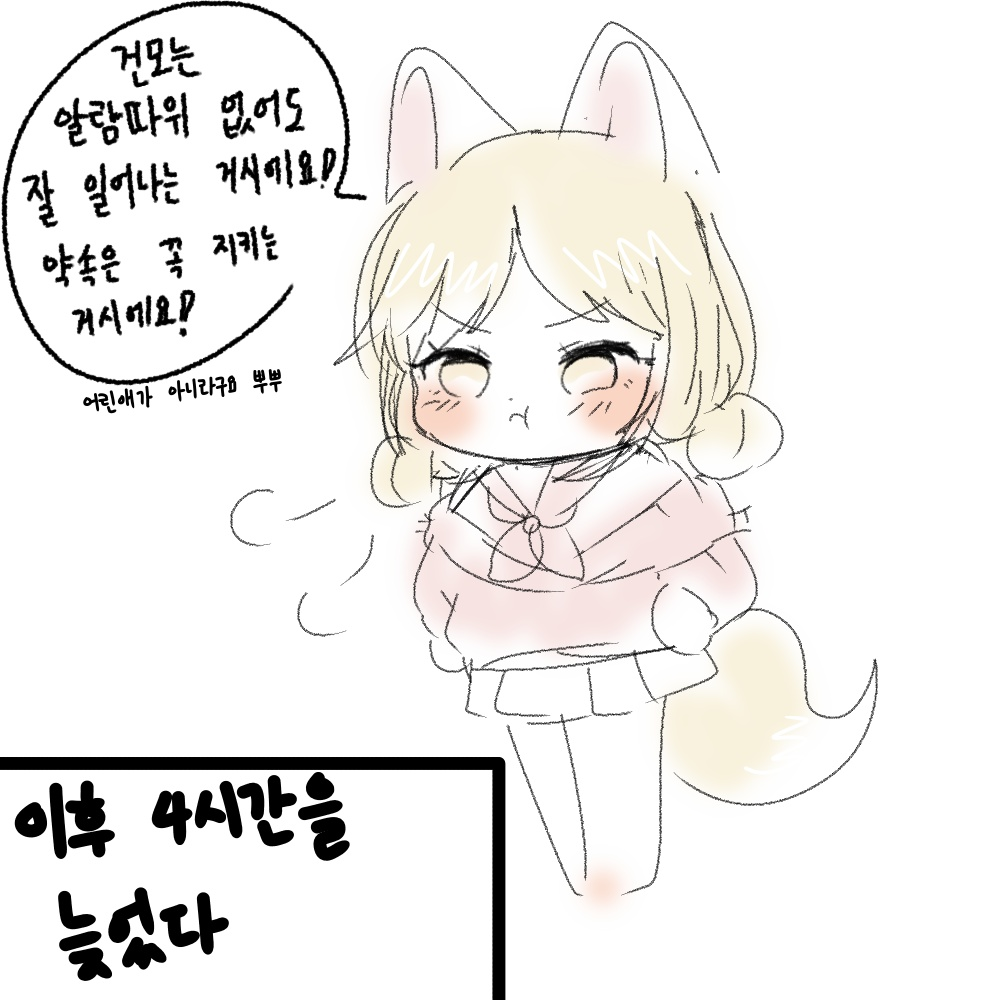 건모는
알람따위 없어도
잘 일어나는 거시에요!
약속은 꼭 지키는
거시에요!
어린애가 아니라구요 뿌뿌
이후 4시간을
늦었다